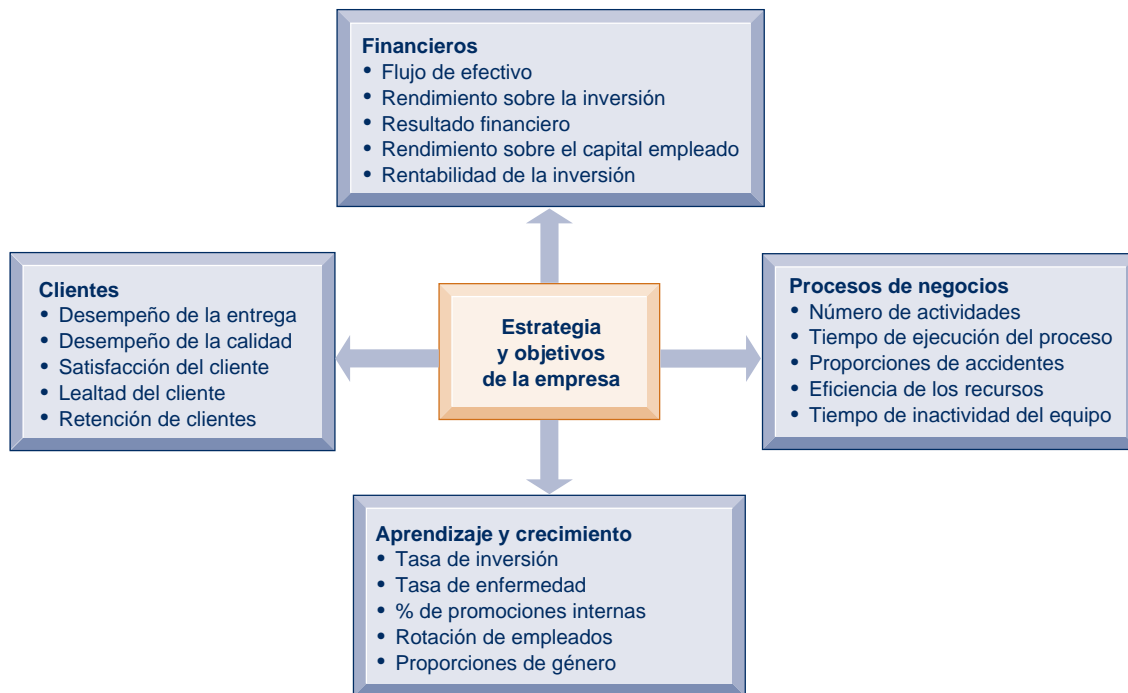 Financieros
• Flujo de efectivo
• Rendimiento sobre la inversión
• Resultado financiero
• Rendimiento sobre el capital empleado
• Rentabilidad de la inversión
Clientes
• Desempeño de la entrega
• Desempeño de la calidad
• Satisfacción del cliente
• Lealtad del cliente
• Retención de clientes
Estrategia
y objetivos
de la empresa
Procesos de negocios
• Número de actividades
• Tiempo de ejecución del proceso
• Proporciones de accidentes
• Eficiencia de los recursos
• Tiempo de inactividad del equipo
Aprendizaje y crecimiento
• Tasa de inversión
• Tasa de enfermedad
• % de promociones internas
• Rotación de empleados
• Proporciones de género